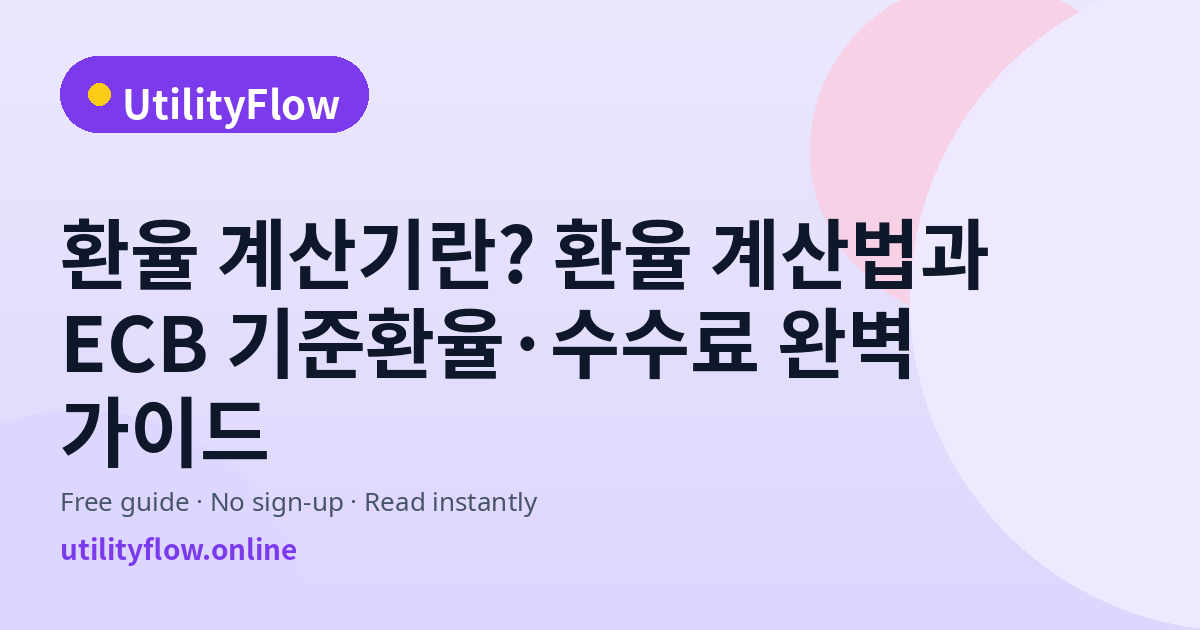 UtilityFlow
환율 계산기란? 환율 계산법과
ECB 기준환율·수수료 완벽
가이드
Free guide · No sign-up · Read instantly
utilityflow.online